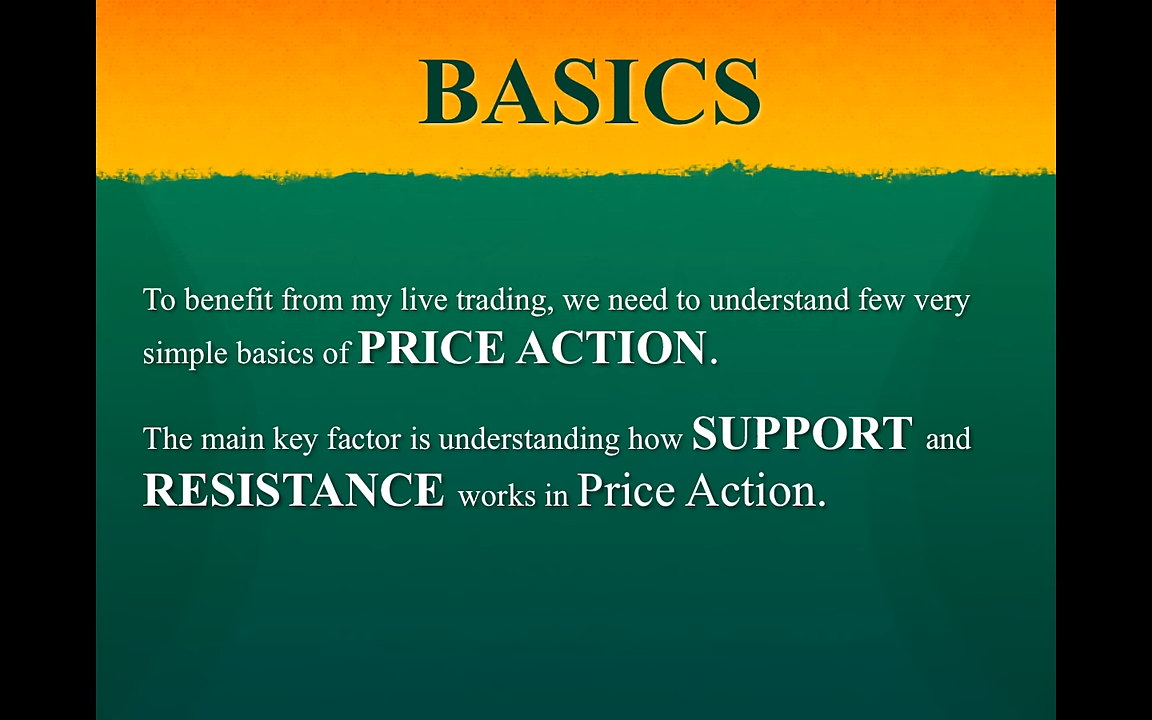 BASICS
To benefit from my live trading, we need to understand few very
simple basics of PRICE ACTION.
The main key factor is understanding how SUPPORT and
RESISTANCE works in Price Action.